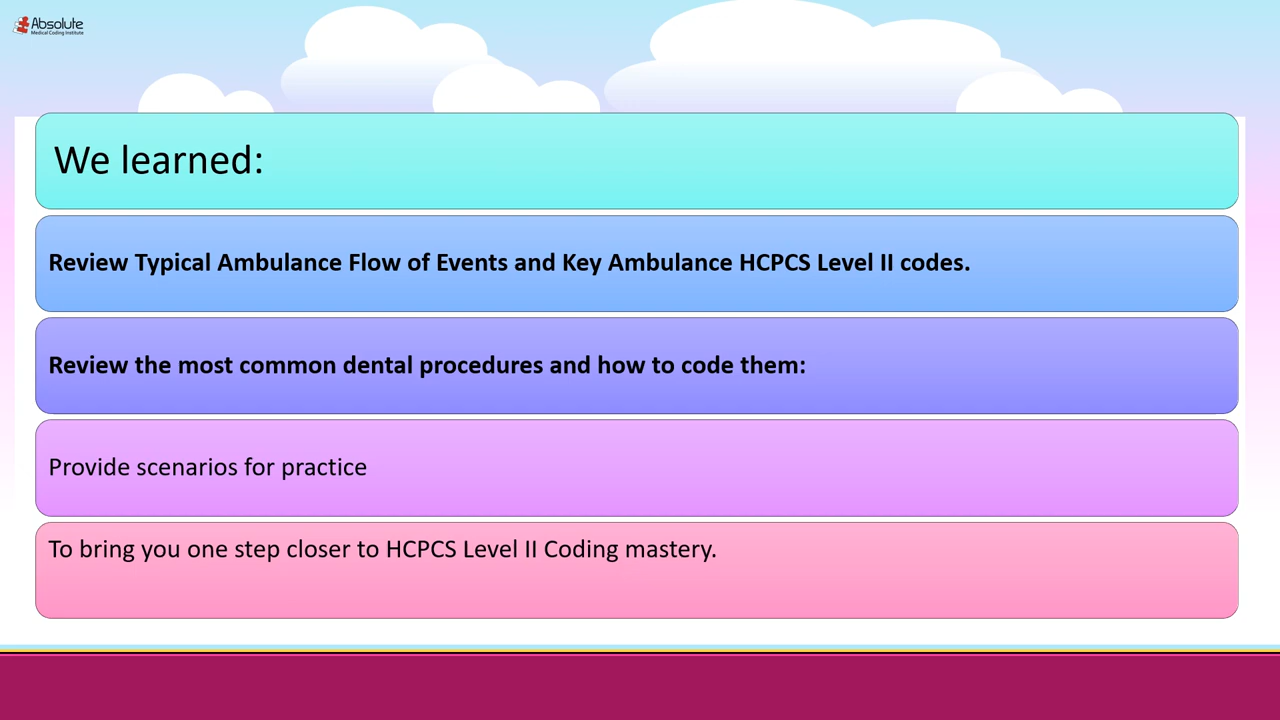 Absolute
Medical Coding Institute
We learned:
Review Typical Ambulance Flow of Events and Key Ambulance HCPCS Level II codes.
Review the most common dental procedures and how to code them:
Provide scenarios for practice
To bring you one step closer to HCPCS Level II Coding mastery.